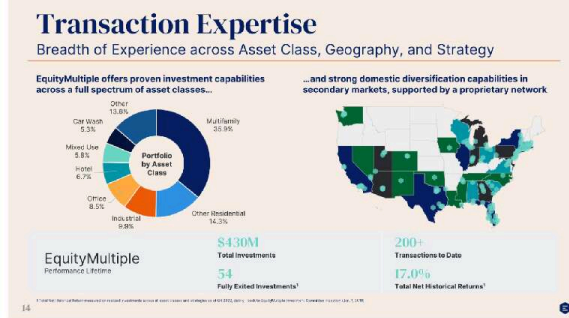 Transaction Expertise
Breadth of Experience across Asset Class, Geography, and Strategy
EquityMultiple offers proven investment capabilities
across a full spectrum of asset classes…
…and strong domestic diversification capabilities in
secondary markets, supported by a proprietary network
Other
13.8%
Car Wash
5.3%
Mixed Use
5.8%
Hotel
6.7%
Office
8.5%
Industrial
9.8%
Other Residential
14.3%
Multifamily
35.9%
Portfolio
by Asset
Class
EquityMultiple
Performance Lifetime
$430M
Total Investments
54
Fully Exited Investments¹
200+
Transactions to Date
17.0%
Total Net Historical Returns¹
14